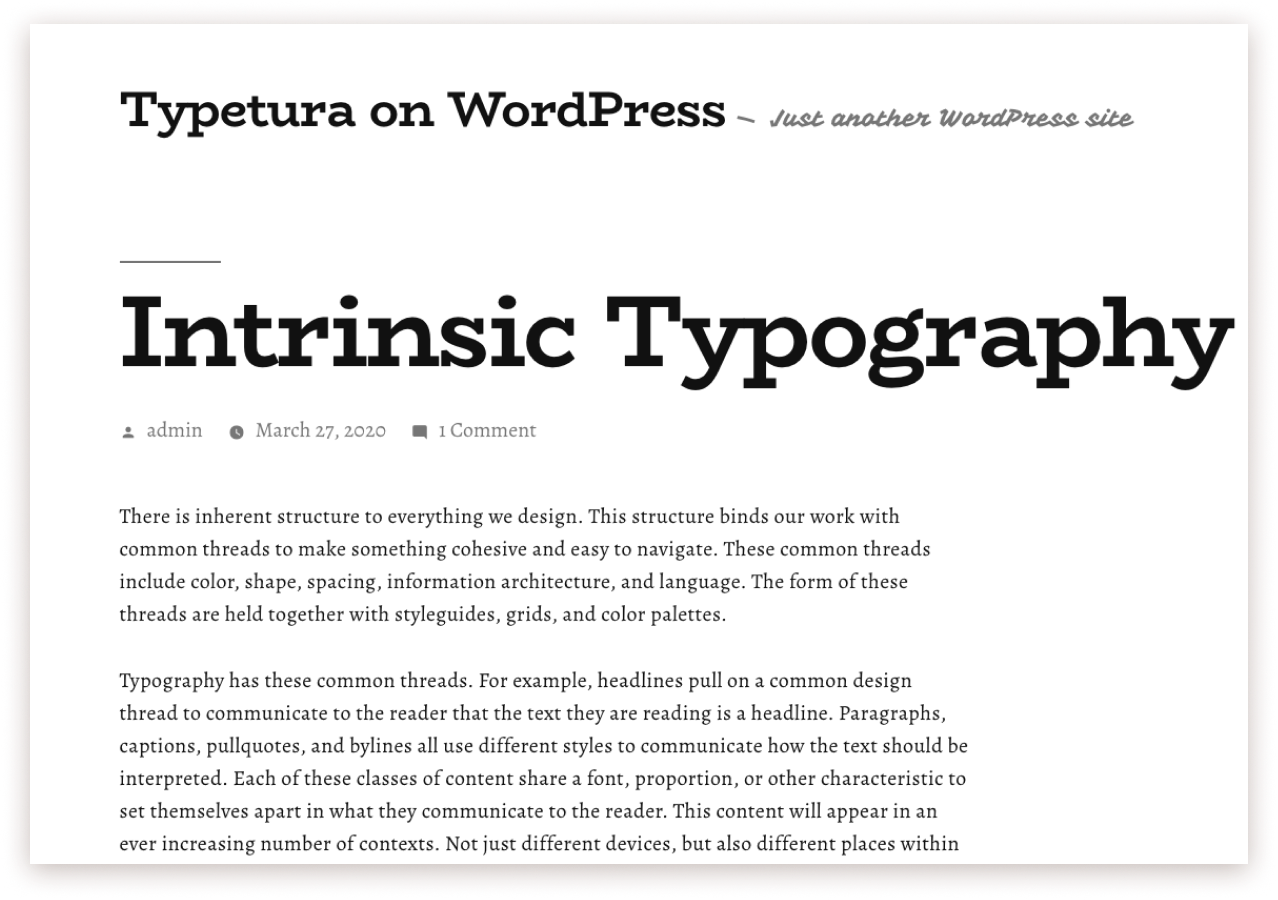 Typetura on WordPress — Just another WordPress site
Intrinsic Typography
admin March 27, 2020 1 Comment
There is inherent structure to everything we design. This structure binds our work with
common threads to make something cohesive and easy to navigate. These common threads
include color, shape, spacing, information architecture, and language. The form of these
threads are held together with styleguides, grids, and color palettes.
Typography has these common threads. For example, headlines pull on a common design
thread to communicate to the reader that the text they are reading is a headline. Paragraphs,
captions, pullquotes, and bylines all use different styles to communicate how the text should be
interpreted. Each of these classes of content share a font, proportion, or other characteristic to
set themselves apart in what they communicate to the reader. This content will appear in an
ever increasing number of contexts. Not just different devices, but also different places within